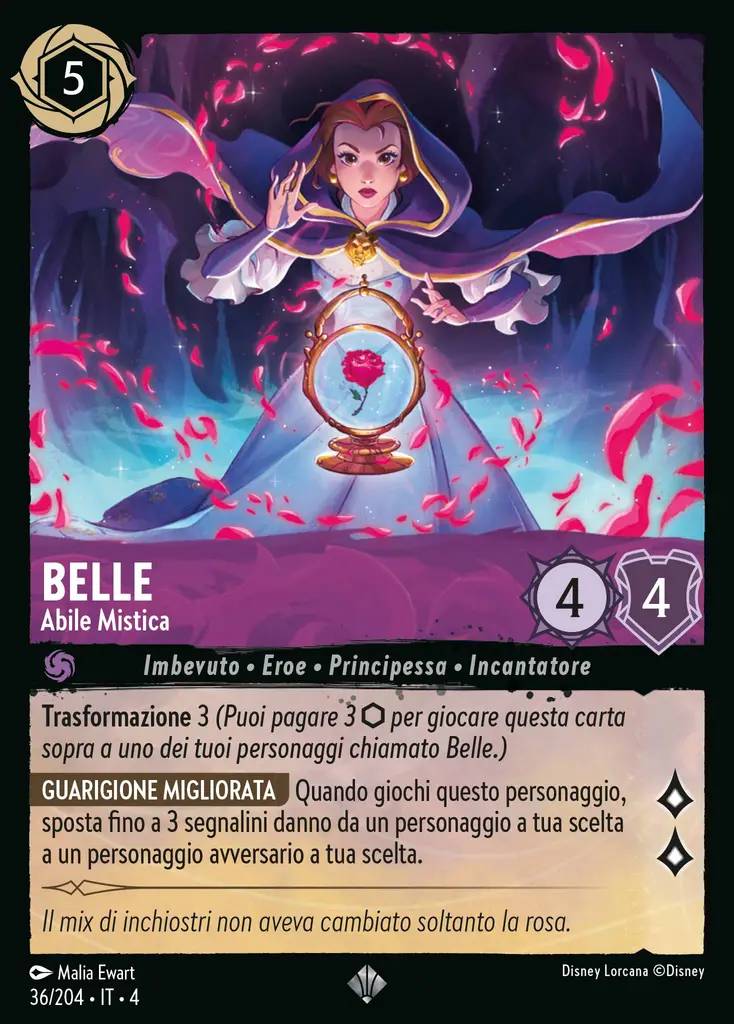 5
BELLE
Abile Mistica
4
4
Imbevuto • Eroe • Principessa • Incantatore
Trasformazione 3 (Puoi pagare 3 per giocare questa carta
sopra a uno dei tuoi personaggi chiamato Belle.)
GUARIGIONE MIGLIORATA Quando giochi questo personaggio,
sposta fino a 3 segnalini danno da un personaggio a tua scelta
a un personaggio avversario a tua scelta.
Il mix di inchiostri non aveva cambiato soltanto la rosa.
Malia Ewart
Disney Lorcana ©Disney
36/204 • IT • 4